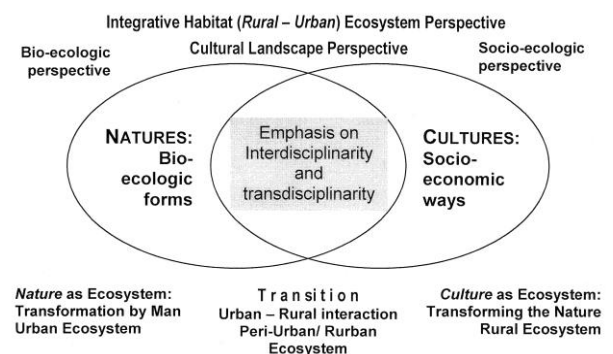 Integrative Habitat (Rural – Urban) Ecosystem Perspective
Bio-ecologic
perspective
Cultural Landscape Perspective
Socio-ecologic
perspective
NATURES:
Bio-
ecologic
forms
Emphasis on
Interdisciplinarity
and
transdisciplinarity
CULTURES:
Socio-
economic
ways
Nature as Ecosystem:
Transformation by Man
Urban Ecosystem
Transition
Urban – Rural interaction
Peri-Urban/ Rurban
Ecosystem
Culture as Ecosystem:
Transforming the Nature
Rural Ecosystem